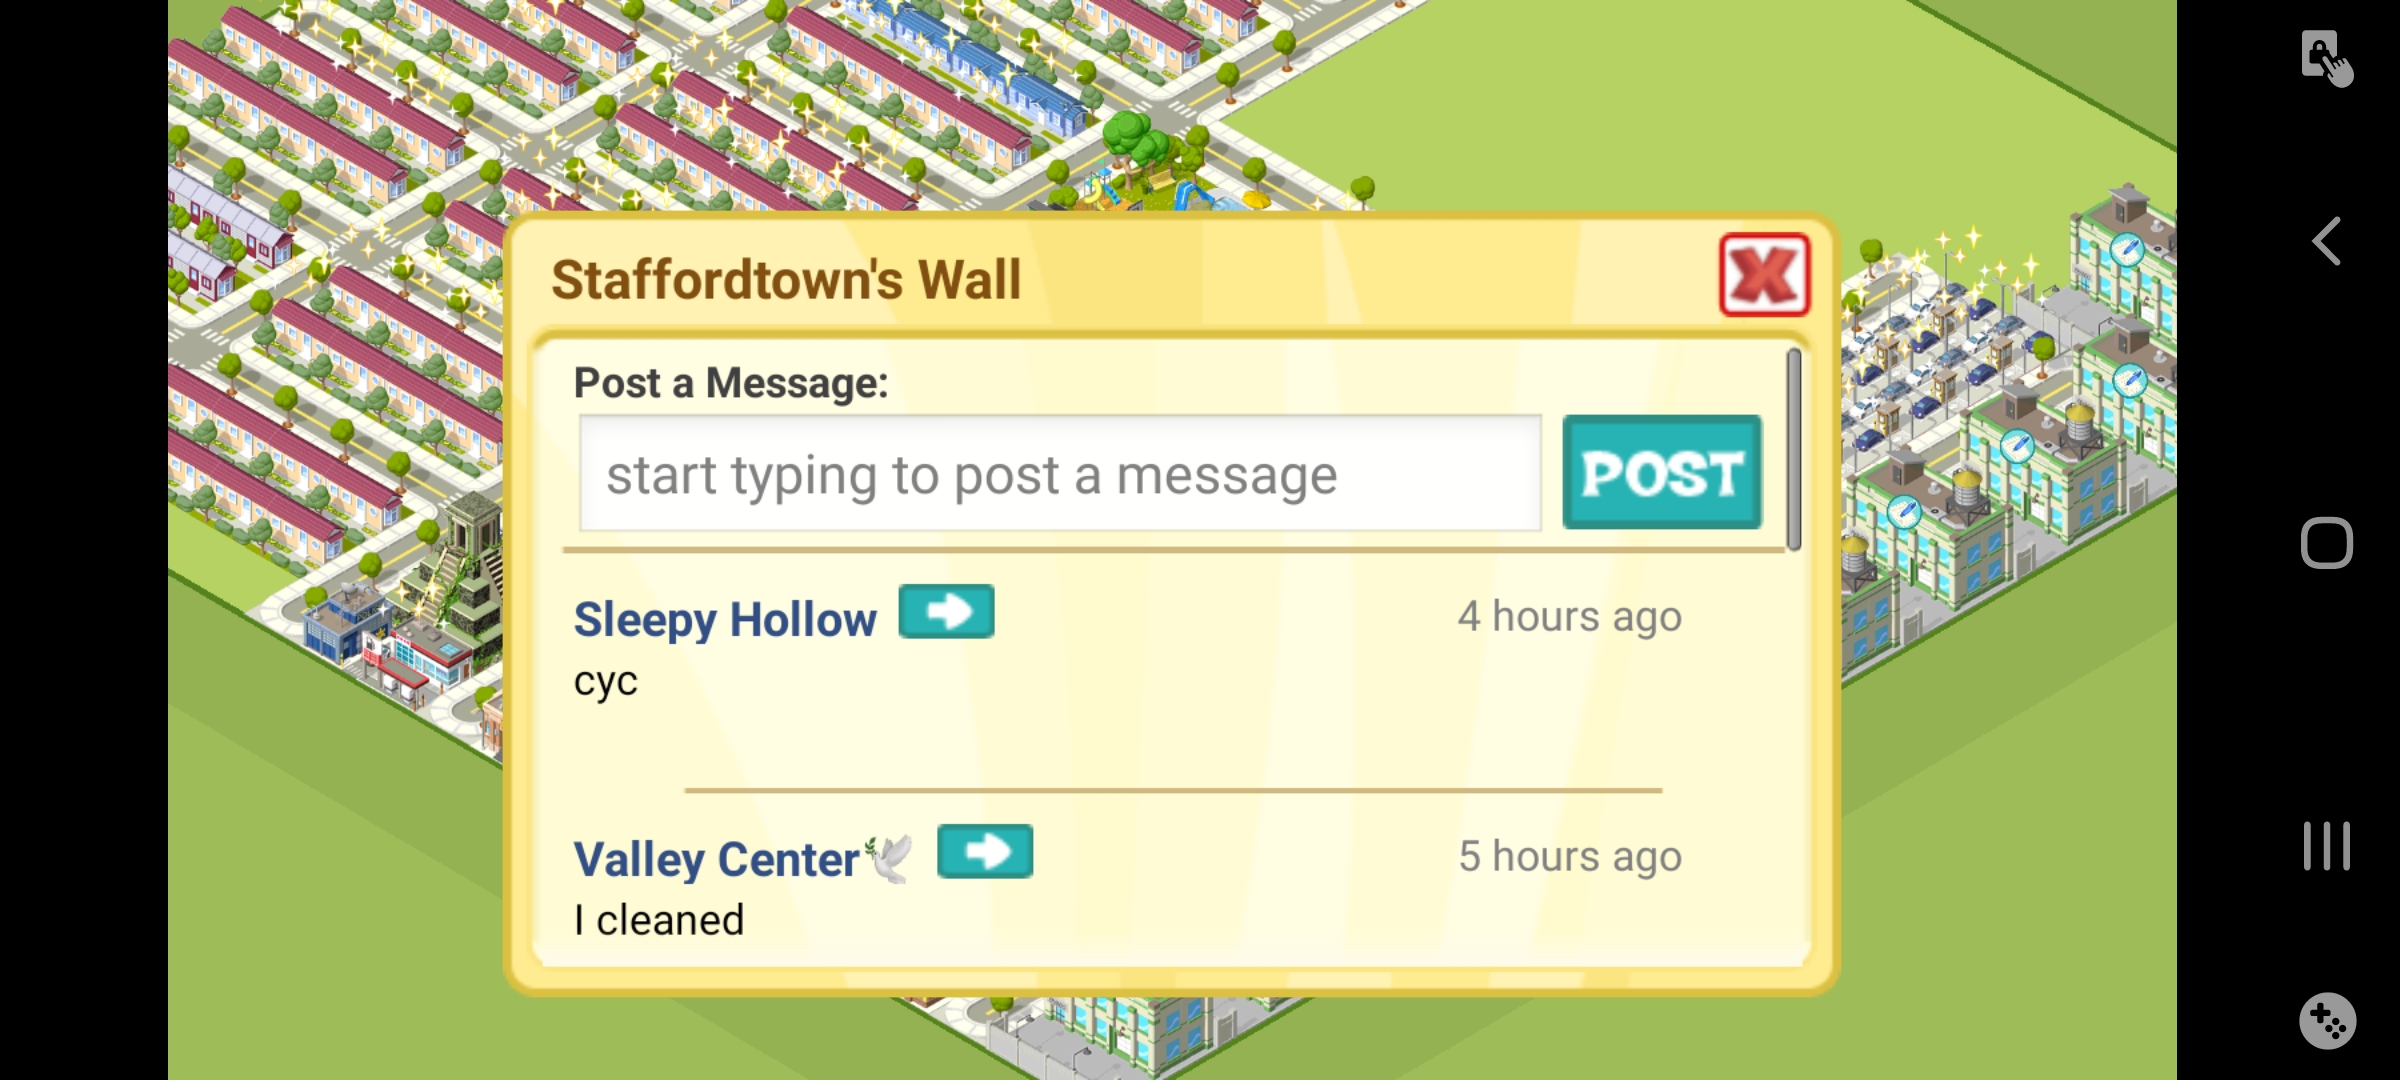 Staffordtown's Wall
Post a Message:
start typing to post a message
POST
Sleepy Hollow
4 hours ago
cyc
Valley Center🕊️
5 hours ago
I cleaned